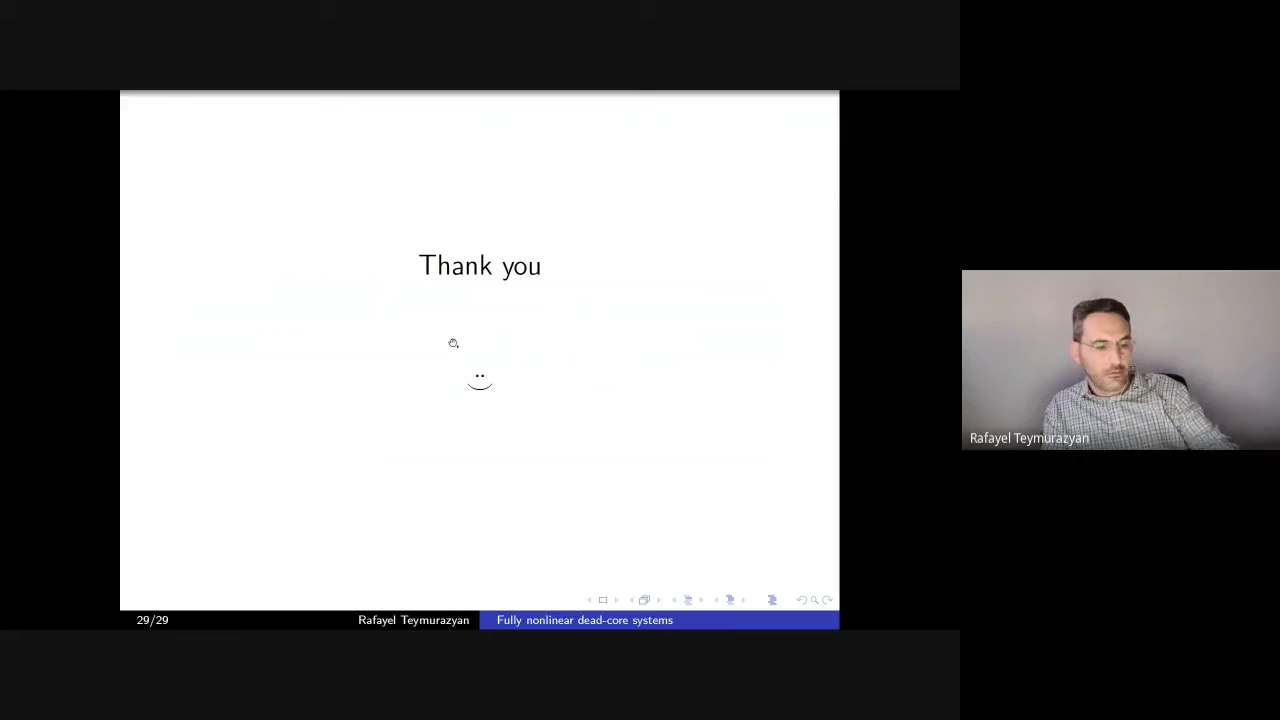 Thank you
29/29
Rafayel Teymurazyan
Fully nonlinear dead-core systems
Rafayel Teymurazyan